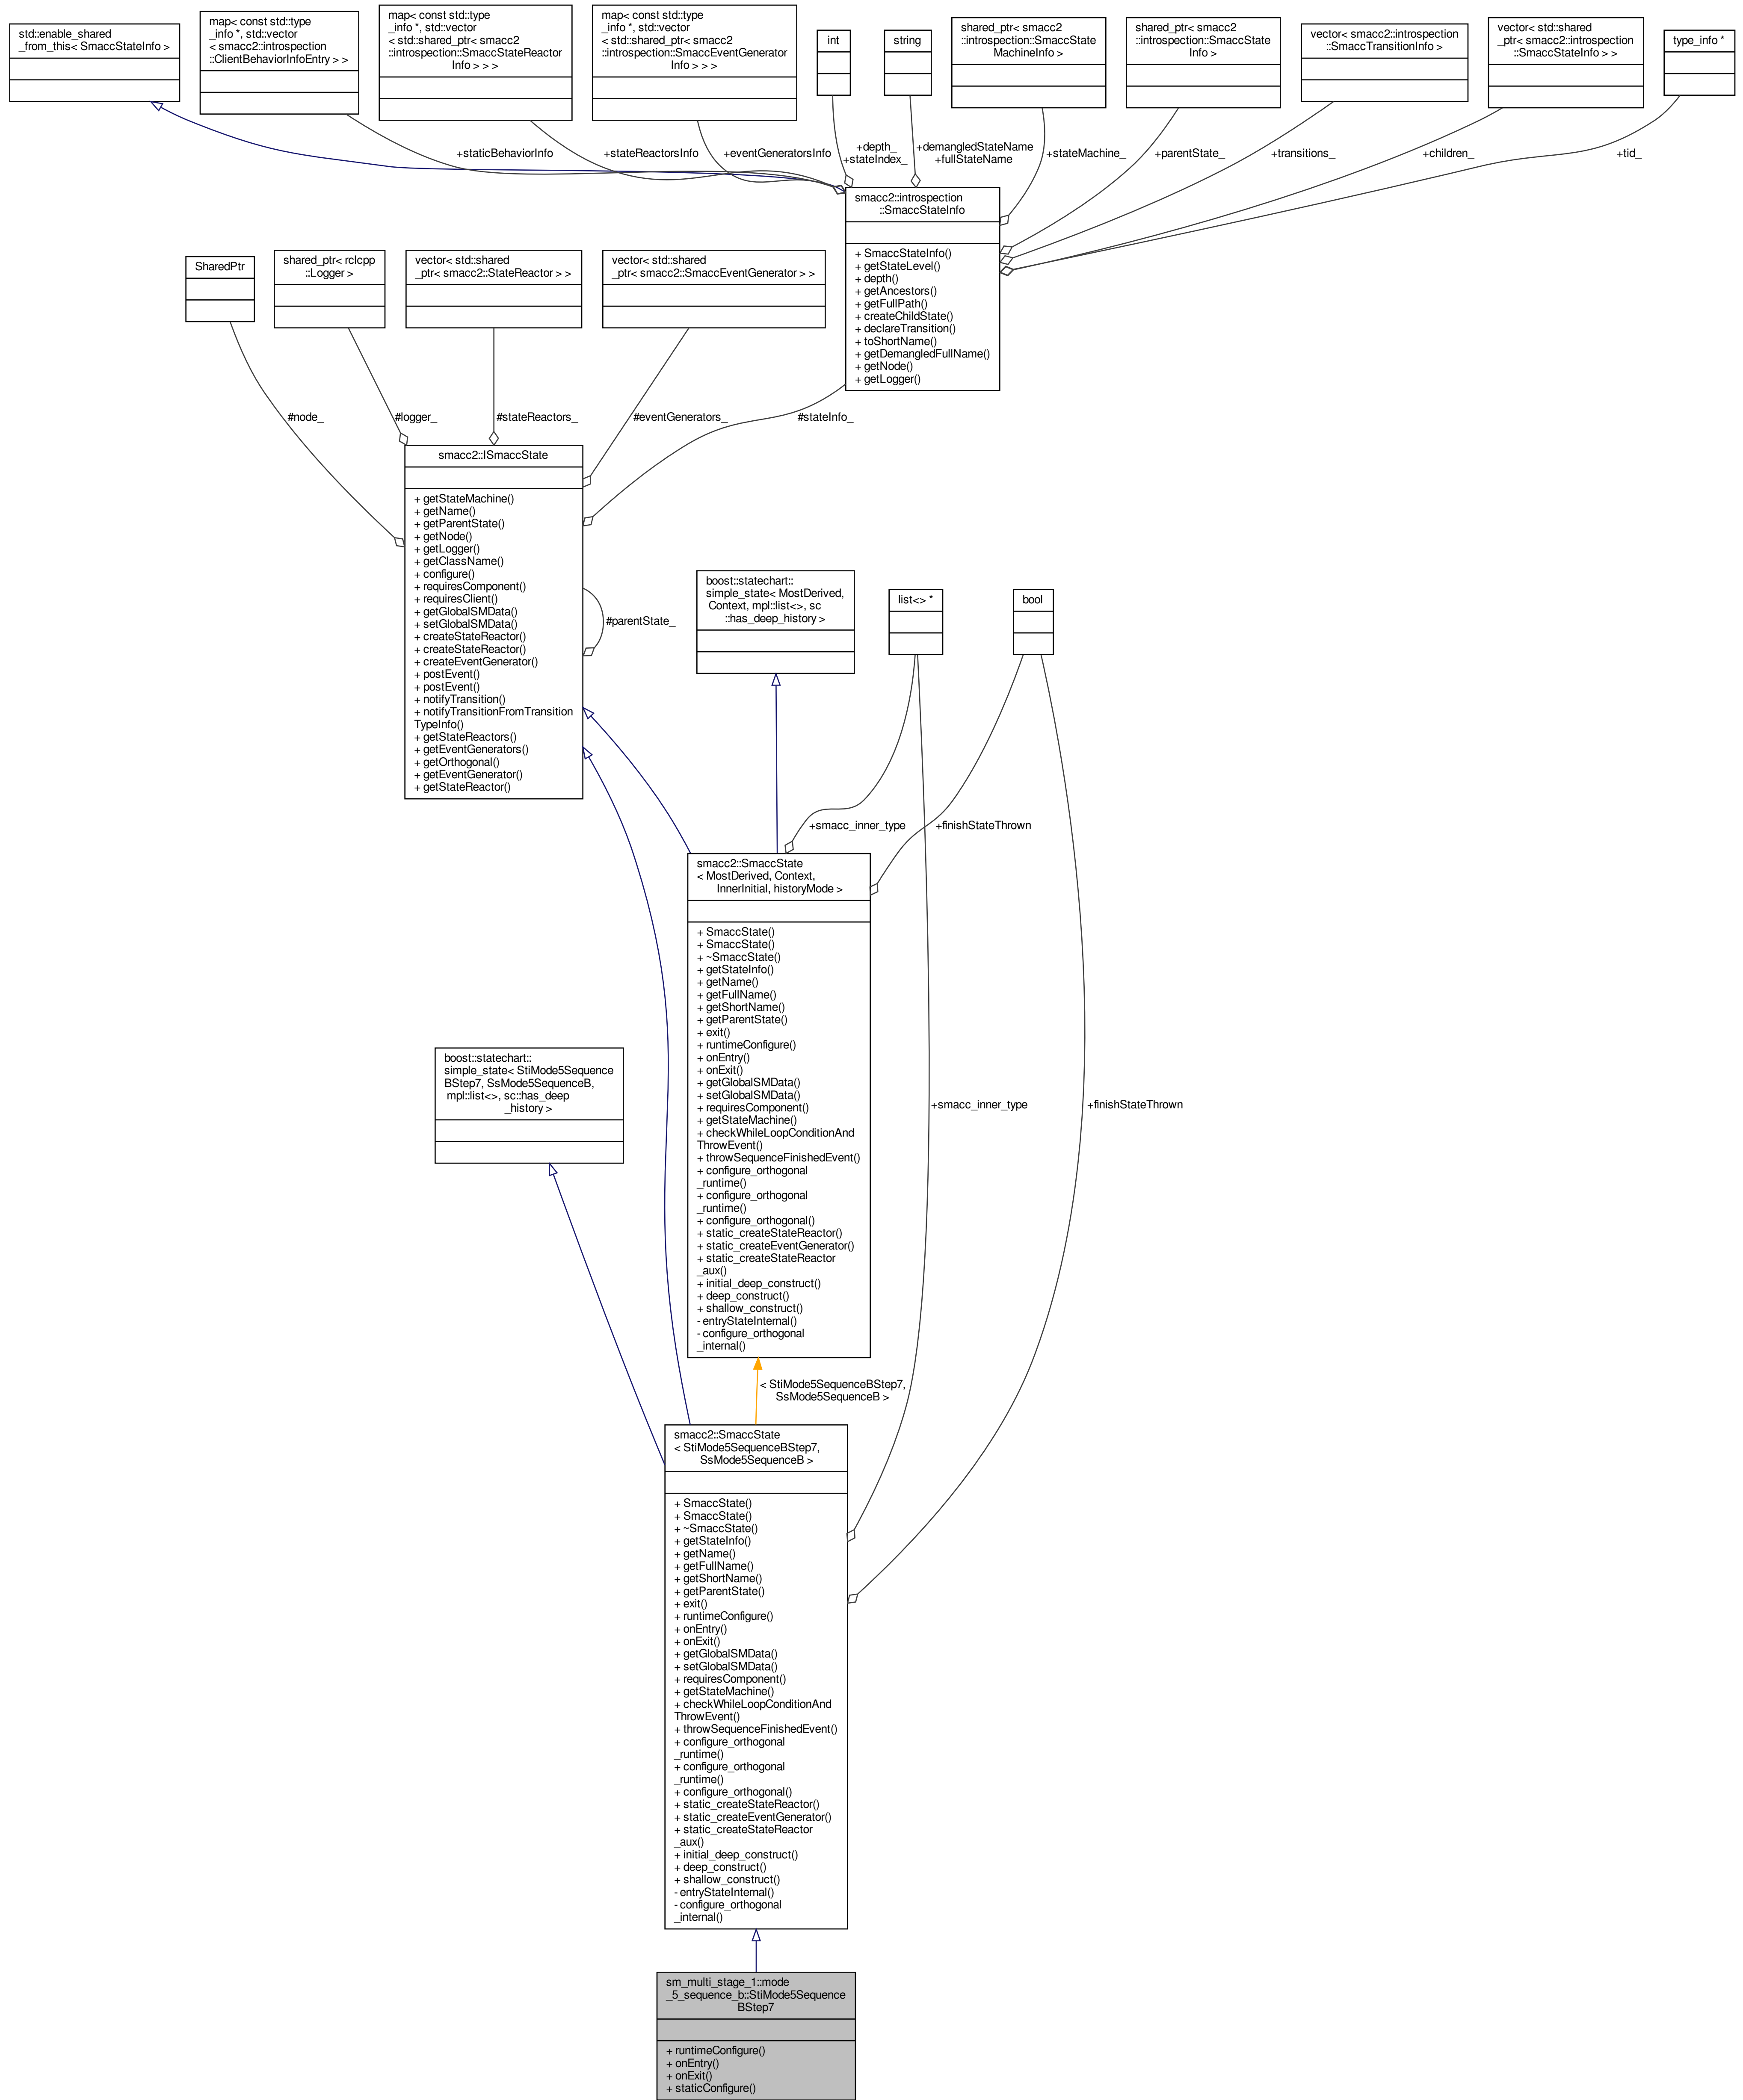 std::enable_shared
_from_this< SmaccStateInfo >
map< const std::type
_info *, std::vector
< smacc2::introspection
::ClientBehaviorInfoEntry > >
map< const std::type
_info *, std::vector
< std::shared_ptr< smacc2
::introspection::SmaccStateReactor
Info > > >
map< const std::type
_info *, std::vector
< std::shared_ptr< smacc2
::introspection::SmaccEventGenerator
Info > > >
int
string
shared_ptr< smacc2
::introspection::SmaccState
MachineInfo >
shared_ptr< smacc2
::introspection::SmaccState
Info >
vector< smacc2::introspection
::SmaccTransitionInfo >
vector< std::shared
_ptr< smacc2::introspection
::SmaccStateInfo > >
type_info *
+staticBehaviorInfo
+stateReactorsInfo
+eventGeneratorsInfo
+depth_
+stateIndex_
+demangledStateName
+fullStateName
+stateMachine_
+parentState_
+transitions_
+children_
+tid_
smacc2::introspection
::SmaccStateInfo
+ SmaccStateInfo()
+ getStateLevel()
+ depth()
+ getAncestors()
+ getFullPath()
+ createChildState()
+ declareTransition()
+ toShortName()
+ getDemangledFullName()
+ getNode()
+ getLogger()
SharedPtr
shared_ptr< rclcpp
::Logger >
vector< std::shared
_ptr< smacc2::StateReactor > >
vector< std::shared
_ptr< smacc2::SmaccEventGenerator > >
#node_
#logger_
#stateReactors_
#eventGenerators_
#stateInfo_
smacc2::ISmaccState
+ getStateMachine()
+ getName()
+ getParentState()
+ getNode()
+ getLogger()
+ getClassName()
+ configure()
+ requiresComponent()
+ requiresClient()
+ getGlobalSMData()
+ setGlobalSMData()
+ createStateReactor()
+ createStateReactor()
+ createEventGenerator()
+ postEvent()
+ postEvent()
+ notifyTransition()
+ notifyTransitionFromTransition
TypeInfo()
+ getStateReactors()
+ getEventGenerators()
+ getOrthogonal()
+ getEventGenerator()
+ getStateReactor()
#parentState_
boost::statechart::
simple_state< MostDerived,
Context, mpl::list<>, sc
::has_deep_history >
list<> *
bool
+smacc_inner_type
+finishStateThrown
smacc2::SmaccState
< MostDerived, Context,
InnerInitial, historyMode >
+ SmaccState()
+ SmaccState()
+ ~SmaccState()
+ getStateInfo()
+ getName()
+ getFullName()
+ getShortName()
+ getParentState()
+ exit()
+ runtimeConfigure()
+ onEntry()
+ onExit()
+ getGlobalSMData()
+ setGlobalSMData()
+ requiresComponent()
+ getStateMachine()
+ checkWhileLoopConditionAnd
ThrowEvent()
+ throwSequenceFinishedEvent()
+ configure_orthogonal
_runtime()
+ configure_orthogonal
_runtime()
+ configure_orthogonal()
+ static_createStateReactor()
+ static_createEventGenerator()
+ static_createStateReactor
_aux()
+ initial_deep_construct()
+ deep_construct()
+ shallow_construct()
- entryStateInternal()
- configure_orthogonal
_internal()
boost::statechart::
simple_state< StiMode5Sequence
BStep7, SsMode5SequenceB,
mpl::list<>, sc::has_deep
_history >
+smacc_inner_type
+finishStateThrown
< StiMode5SequenceBStep7,
SsMode5SequenceB >
smacc2::SmaccState
< StiMode5SequenceBStep7,
SsMode5SequenceB >
+ SmaccState()
+ SmaccState()
+ ~SmaccState()
+ getStateInfo()
+ getName()
+ getFullName()
+ getShortName()
+ getParentState()
+ exit()
+ runtimeConfigure()
+ onEntry()
+ onExit()
+ getGlobalSMData()
+ setGlobalSMData()
+ requiresComponent()
+ getStateMachine()
+ checkWhileLoopConditionAnd
ThrowEvent()
+ throwSequenceFinishedEvent()
+ configure_orthogonal
_runtime()
+ configure_orthogonal
_runtime()
+ configure_orthogonal()
+ static_createStateReactor()
+ static_createEventGenerator()
+ static_createStateReactor
_aux()
+ initial_deep_construct()
+ deep_construct()
+ shallow_construct()
- entryStateInternal()
- configure_orthogonal
_internal()
sm_multi_stage_1::mode
_5_sequence_b::StiMode5Sequence
BStep7
+ runtimeConfigure()
+ onEntry()
+ onExit()
+ staticConfigure()